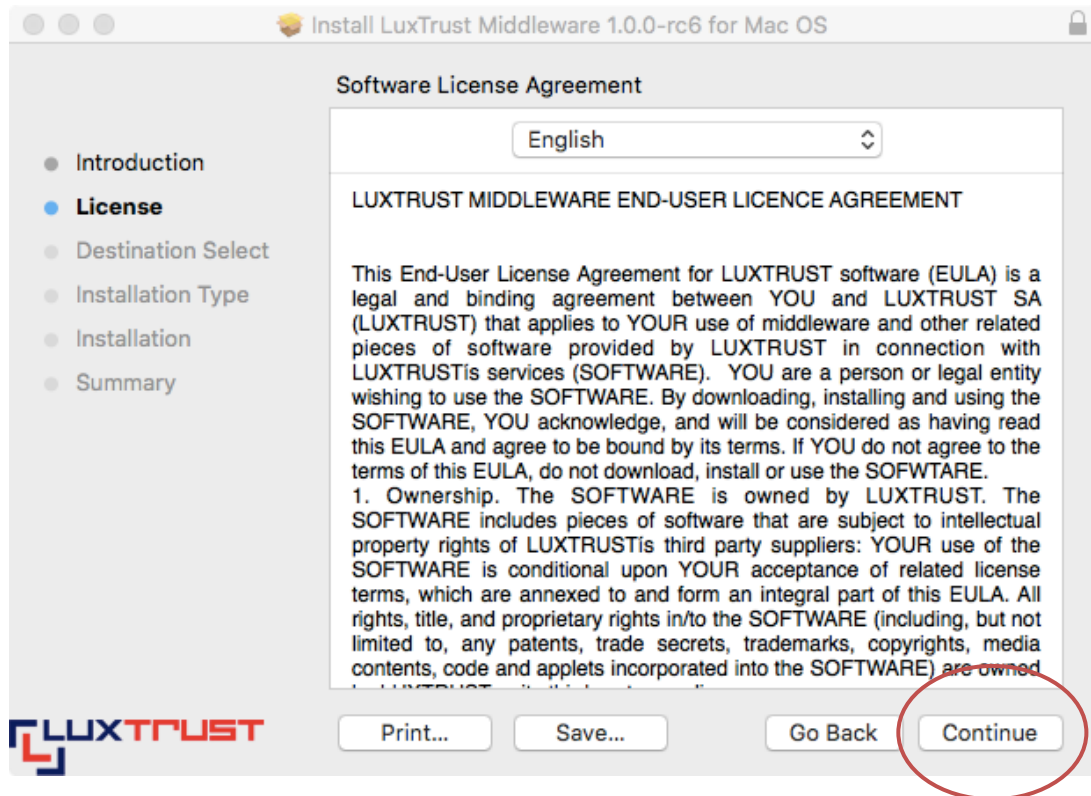 Install LuxTrust Middleware 1.0.0-rc6 for Mac OS
Software License Agreement
English
Introduction
License
Destination Select
Installation Type
Installation
Summary
LUXTRUST MIDDLEWARE END-USER LICENCE AGREEMENT
This End-User License Agreement for LUXTRUST software (EULA) is a
legal and binding agreement between YOU and LUXTRUST SA
(LUXTRUST) that applies to YOUR use of middleware and other related
pieces of software provided by LUXTRUST in connection with
LUXTRUSTís services (SOFTWARE). YOU are a person or legal entity
wishing to use the SOFTWARE. By downloading, installing and using the
SOFTWARE, YOU acknowledge, and will be considered as having read
this EULA and agree to be bound by its terms. If YOU do not agree to the
terms of this EULA, do not download, install or use the SOFWTARE.
1. Ownership. The SOFTWARE is owned by LUXTRUST. The
SOFTWARE includes pieces of software that are subject to intellectual
property rights of LUXTRUSTís third party suppliers: YOUR use of the
SOFTWARE is conditional upon YOUR acceptance of related license
terms, which are annexed to and form an integral part of this EULA. All
rights, title, and proprietary rights in/to the SOFTWARE (including, but not
limited to, any patents, trade secrets, trademarks, copyrights, media
contents, code and applets incorporated into the SOFTWARE) are owned
LUXTRUST
Print...
Save...
Go Back
Continue